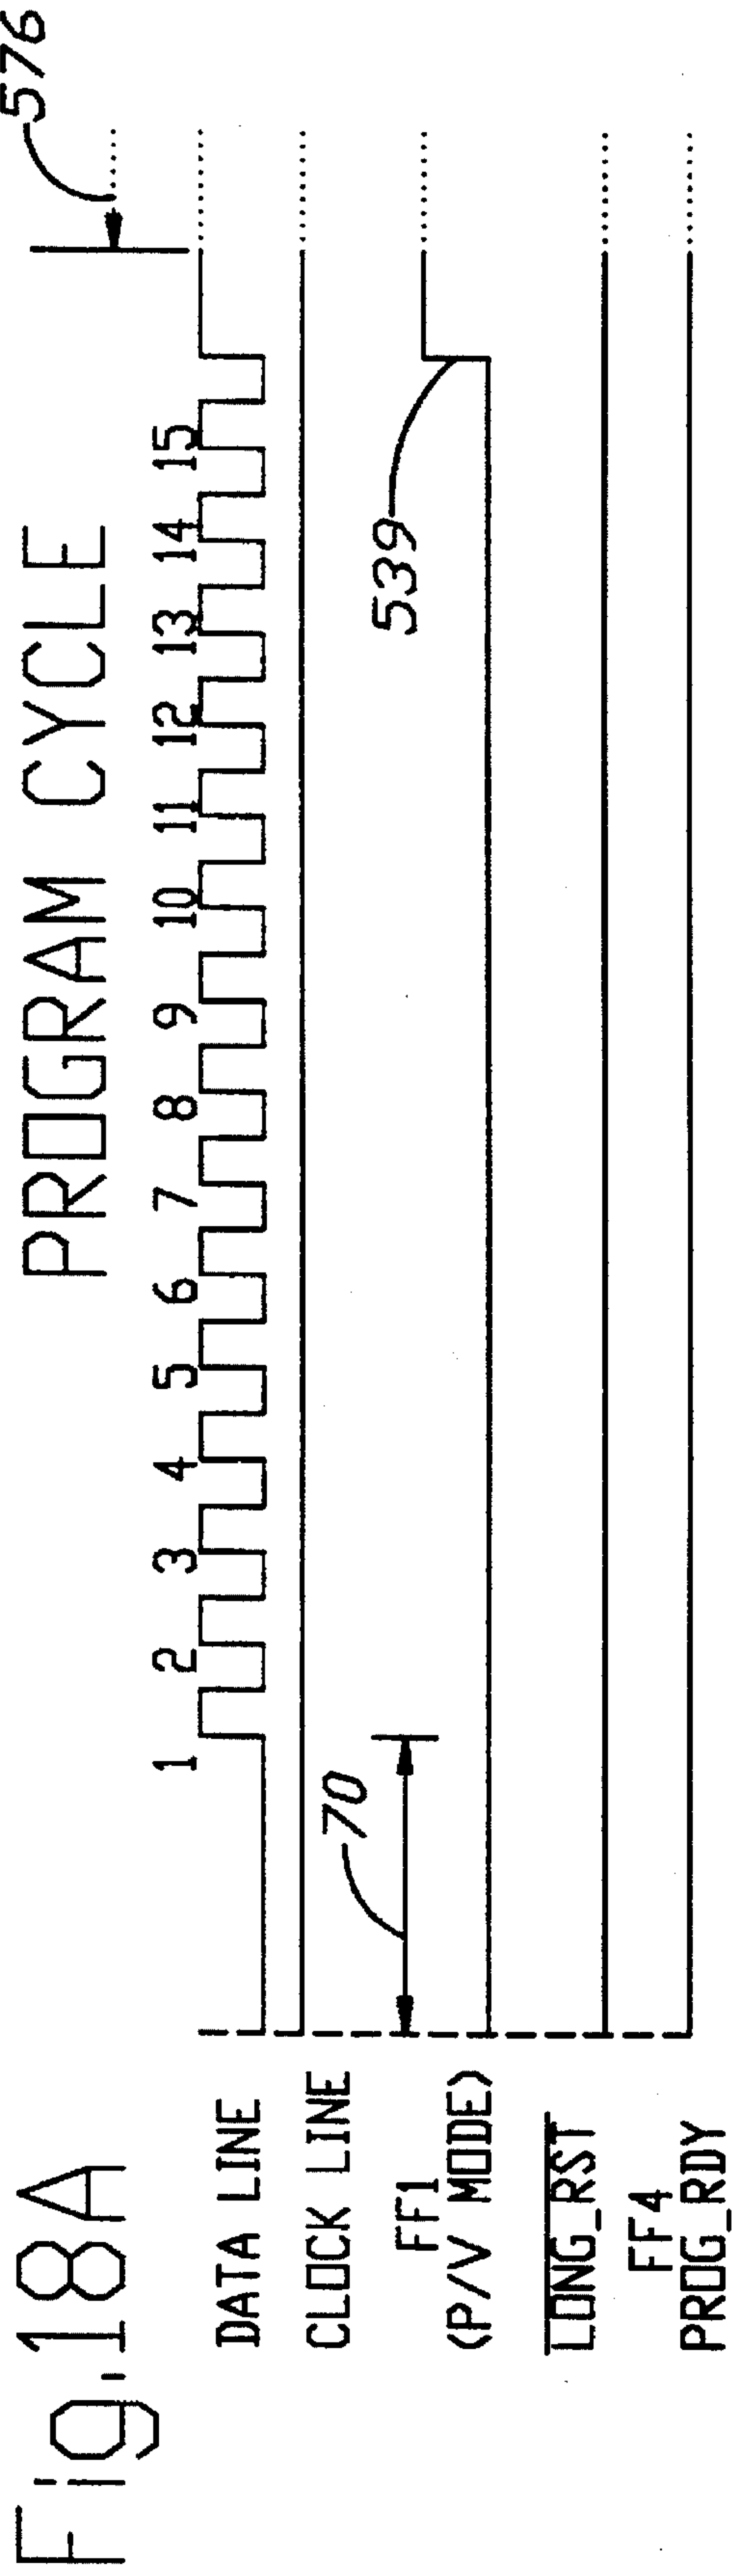 Fig.18A
PROGRAM CYCLE
576
1 2 3 4 5 6 7 8 9 10 11 12 13 14 15
DATA LINE
CLOCK LINE
70
FF1
(P/V MODE)
539
LONG_RST
FF4
PROG_RDY